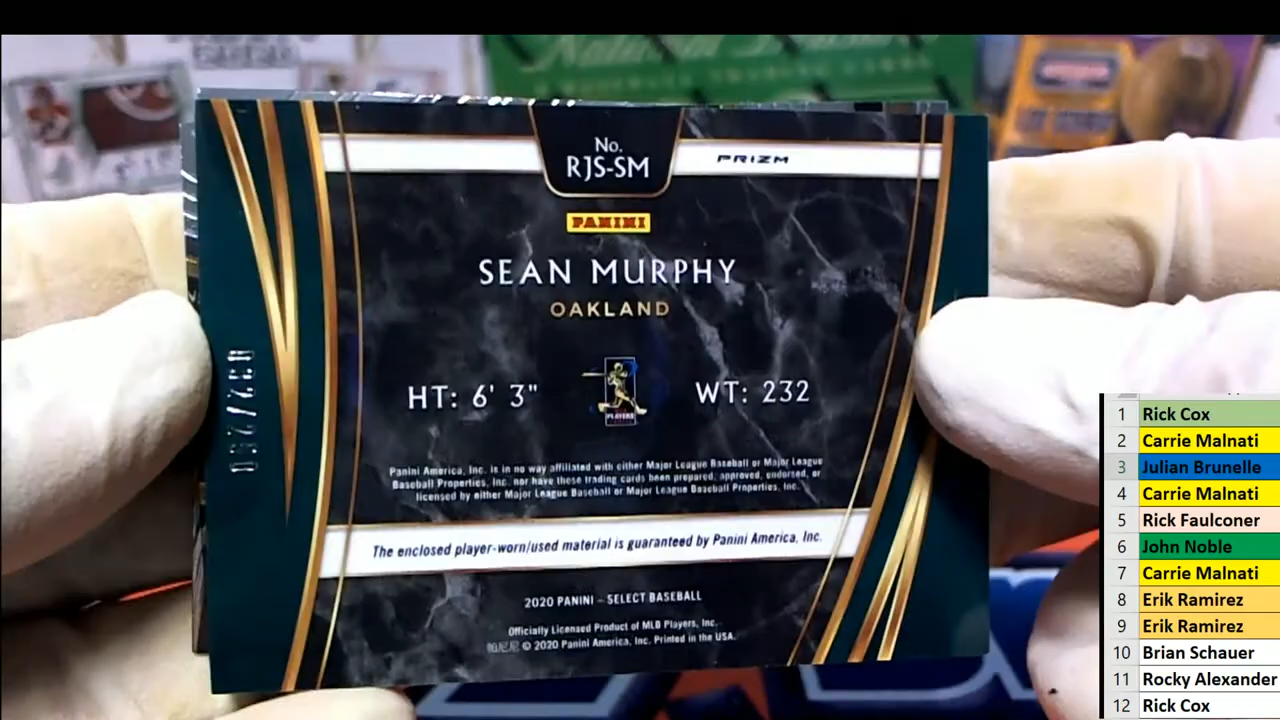 No.
RJS-SM
PRIZM
PANINI
SEAN MURPHY
OAKLAND
HT: 6' 3"
WT: 232
PLAYERS
Panini America, Inc. is in no way affiliated with either Major League Baseball or Major League
Baseball Properties, Inc. nor have these trading cards been prepared, approved, endorsed, or
licensed by either Major League Baseball or Major League Baseball Properties, Inc.
The enclosed player-worn/used material is guaranteed by Panini America, Inc.
2020 PANINI – SELECT BASEBALL
Officially Licensed Product of MLB Players, Inc.
帕尼尼 © 2020 Panini America, Inc. Printed in the USA.
1 Rick Cox
2 Carrie Malnati
3 Julian Brunelle
4 Carrie Malnati
5 Rick Faulconer
6 John Noble
7 Carrie Malnati
8 Erik Ramirez
9 Erik Ramirez
10 Brian Schauer
11 Rocky Alexander
12 Rick Cox